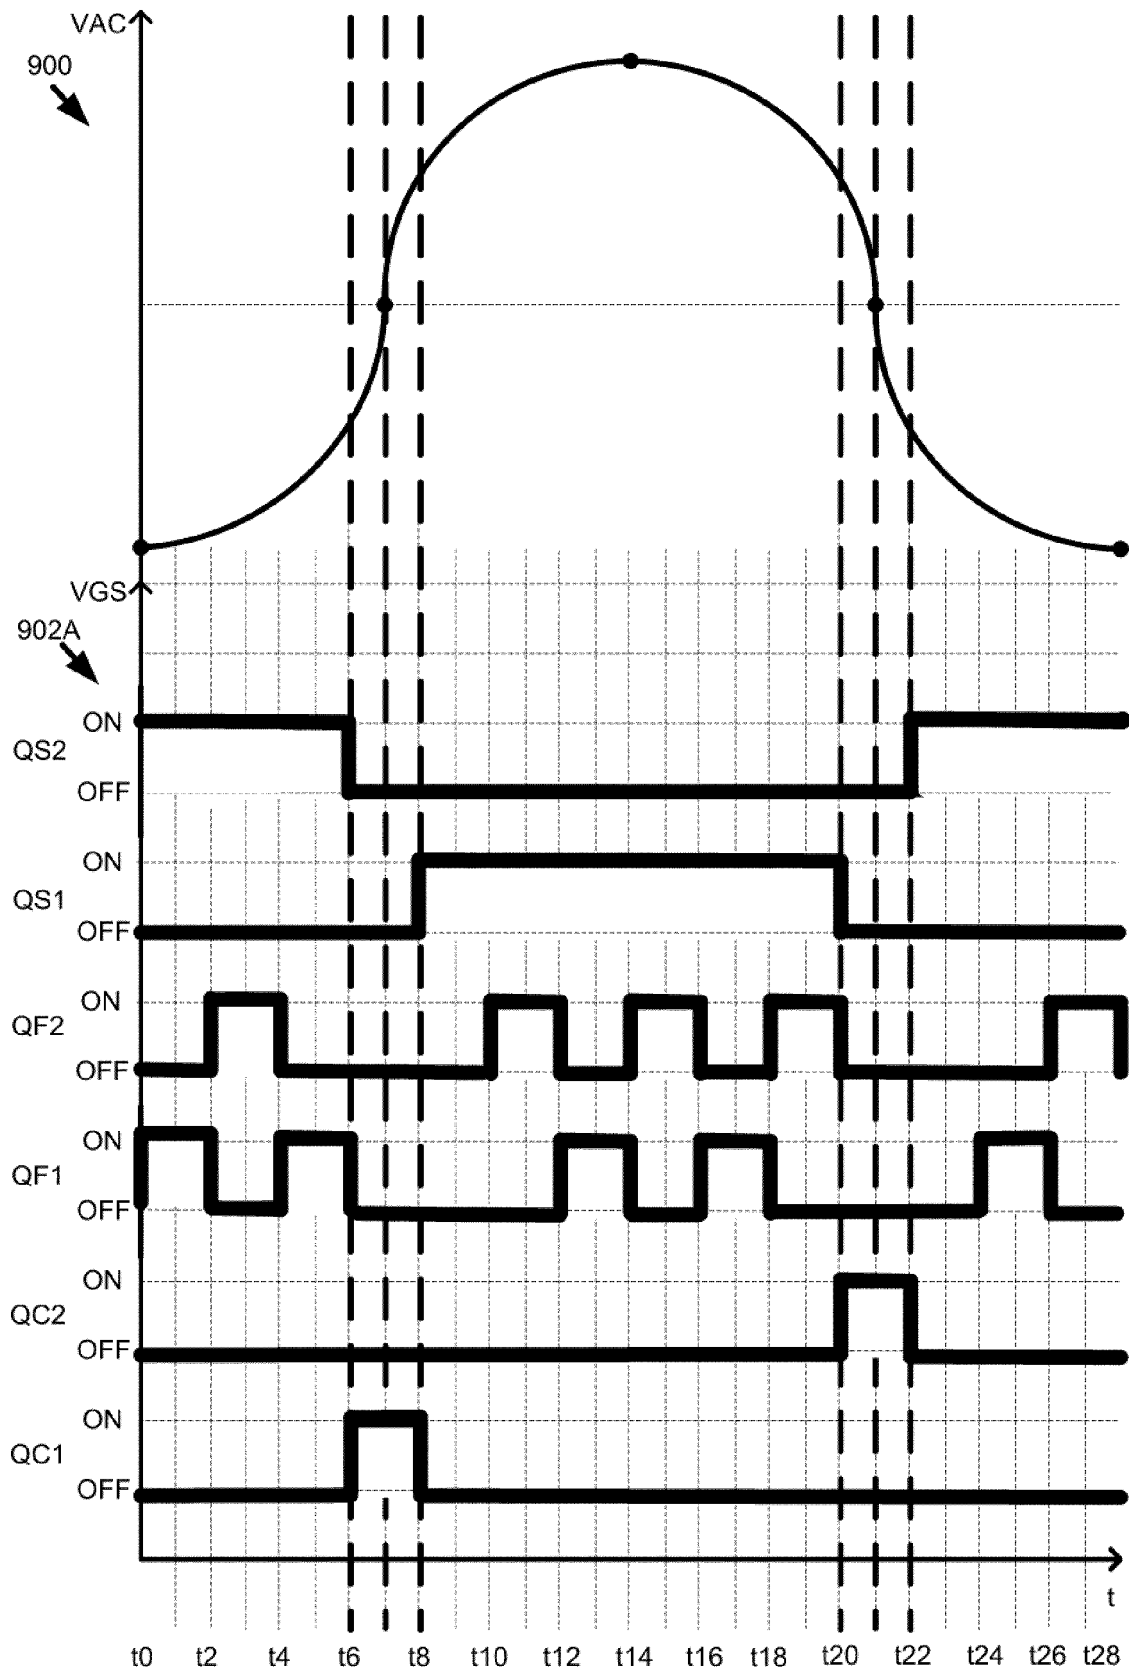 VAC
900
VGS
902A
ON
QS2
OFF
ON
QS1
OFF
ON
QF2
OFF
ON
QF1
OFF
ON
QC2
OFF
ON
QC1
OFF
t
t0 t2 t4 t6 t8 t10 t12 t14 t16 t18 t20 t22 t24 t26 t28